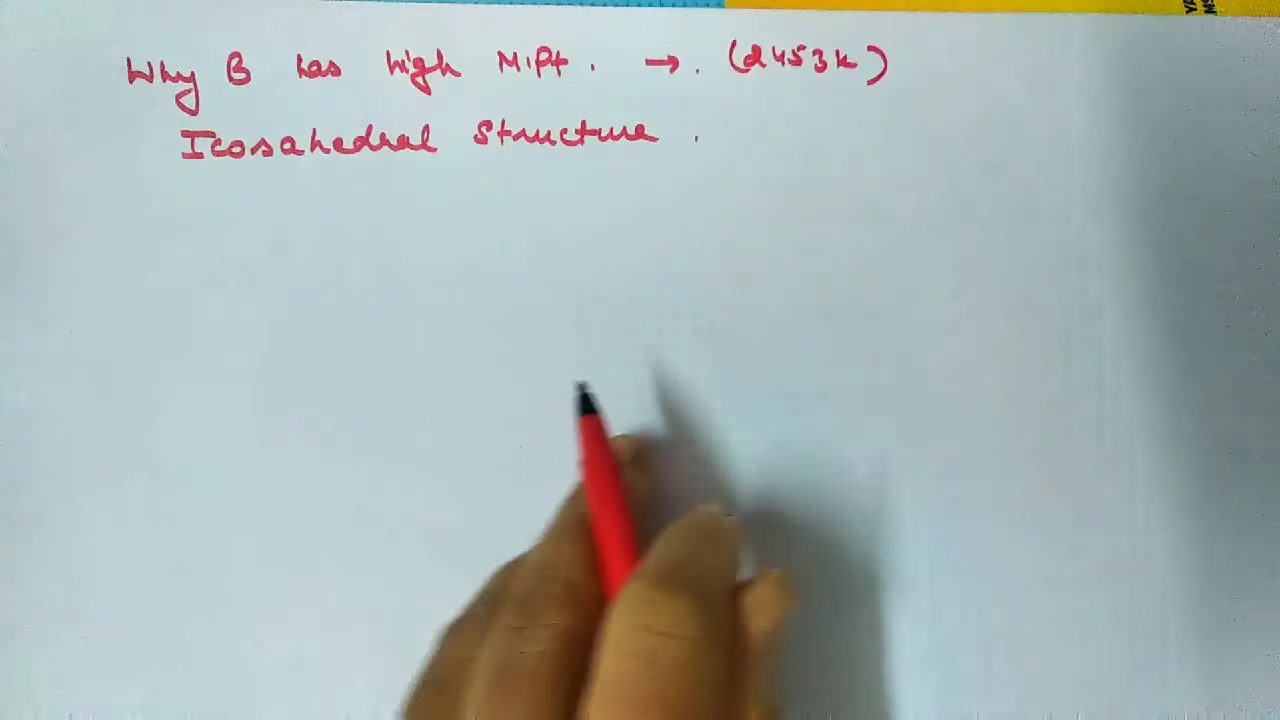 Why B has high M.Pt. → . (2453K)
Icosahedral Structure .